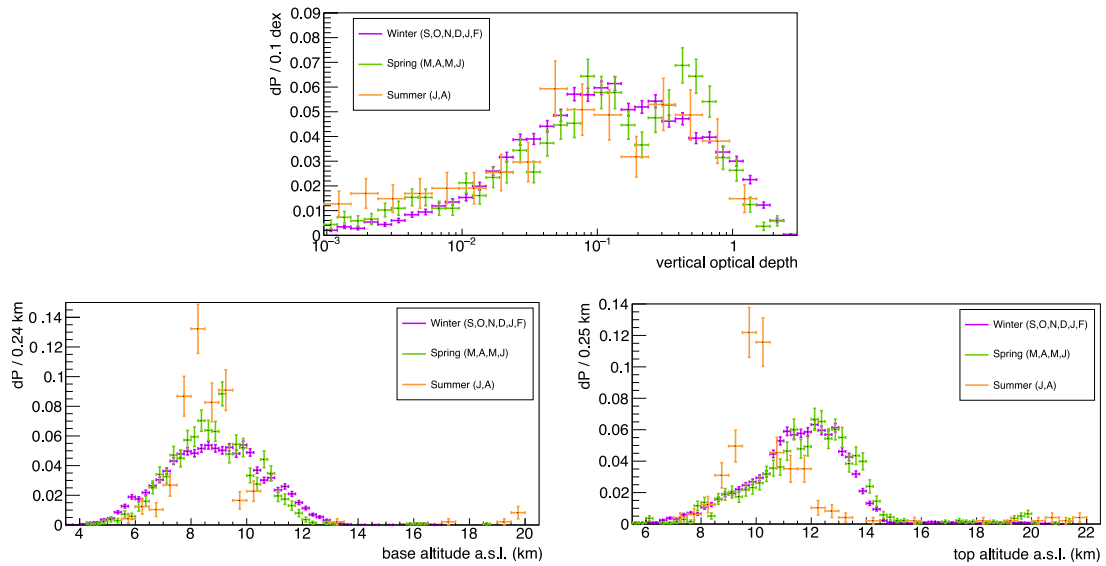 dP / 0.1 dex
0.09
0.08
0.07
0.06
0.05
0.04
0.03
0.02
0.01
0
Winter (S,O,N,D,J,F)
Spring (M,A,M,J)
Summer (J,A)
10⁻³ 10⁻² 10⁻¹ 1
vertical optical depth
dP / 0.24 km
0.14
0.12
0.1
0.08
0.06
0.04
0.02
0
Winter (S,O,N,D,J,F)
Spring (M,A,M,J)
Summer (J,A)
4 6 8 10 12 14 16 18 20
base altitude a.s.l. (km)
dP / 0.25 km
0.14
0.12
0.1
0.08
0.06
0.04
0.02
0
Winter (S,O,N,D,J,F)
Spring (M,A,M,J)
Summer (J,A)
6 8 10 12 14 16 18 20 22
top altitude a.s.l. (km)